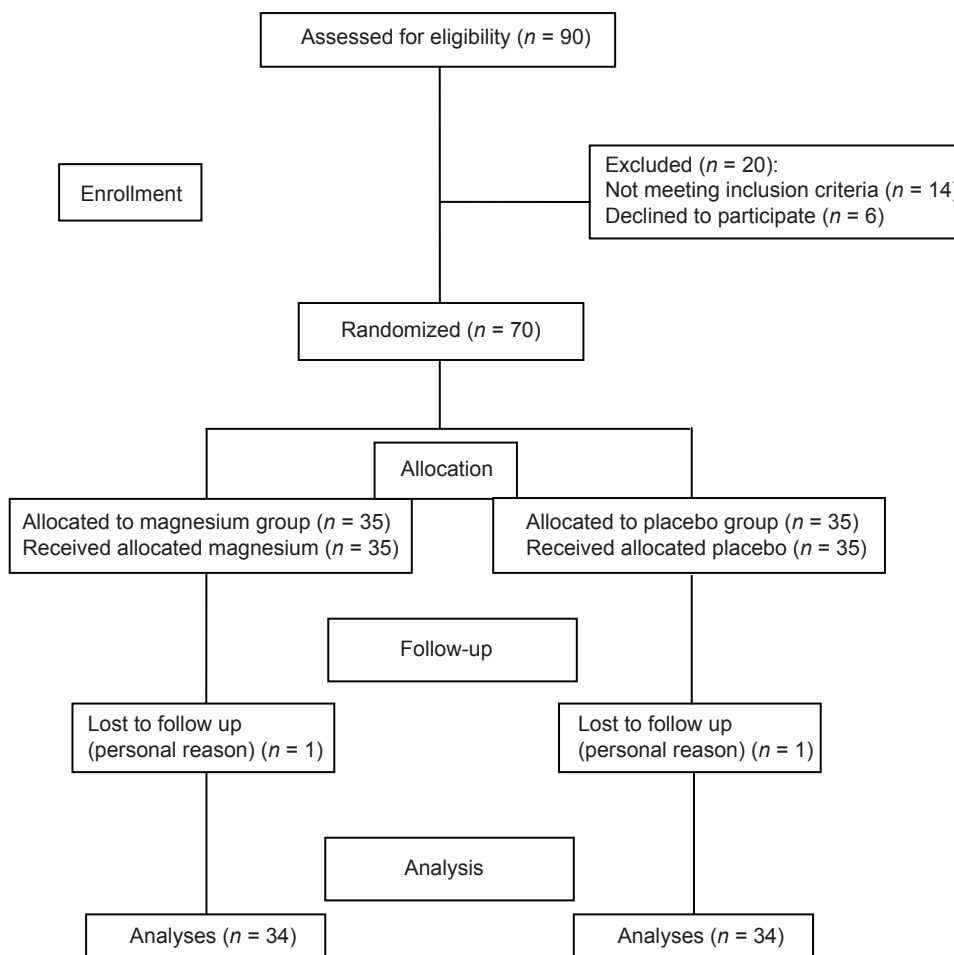 Assessed for eligibility (n = 90)
Enrollment
Excluded (n = 20):
Not meeting inclusion criteria (n = 14)
Declined to participate (n = 6)
Randomized (n = 70)
Allocation
Allocated to magnesium group (n = 35)
Received allocated magnesium (n = 35)
Allocated to placebo group (n = 35)
Received allocated placebo (n = 35)
Follow-up
Lost to follow up
(personal reason) (n = 1)
Lost to follow up
(personal reason) (n = 1)
Analysis
Analyses (n = 34)
Analyses (n = 34)